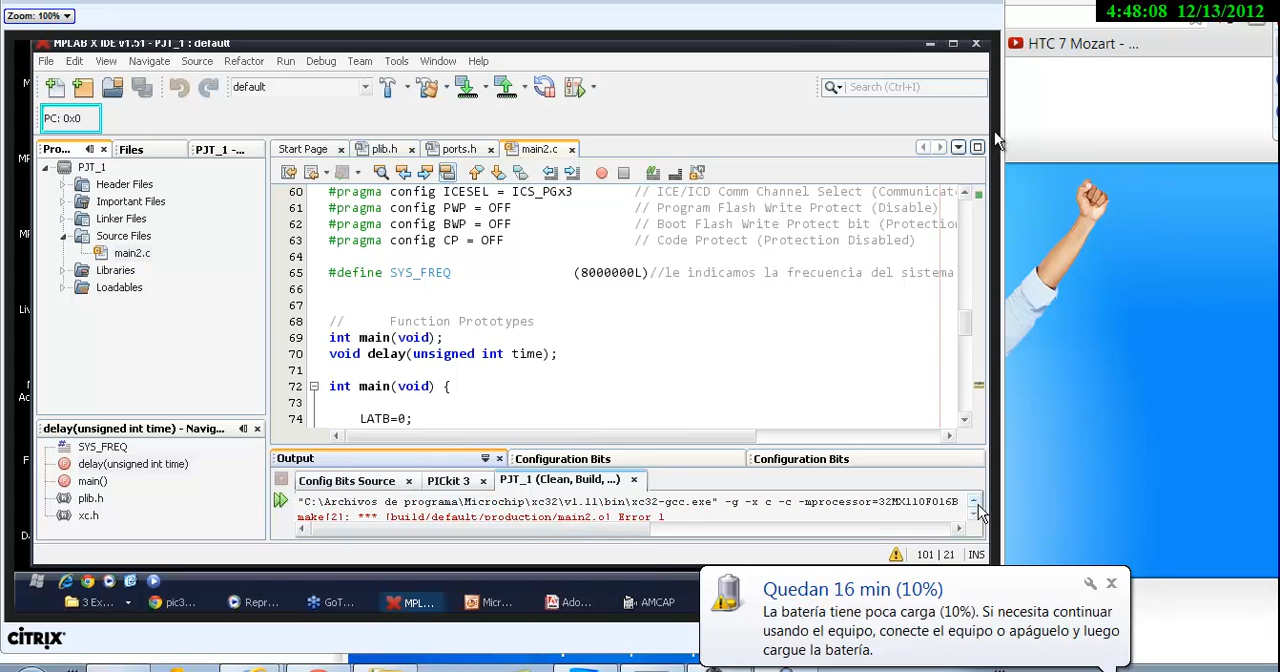 Zoom: 100%
4:48:08 12/13/2012
HTC 7 Mozart - ...
MPLAB X IDE v1.51 - PJT_1 : default
File Edit View Navigate Source Refactor Run Debug Team Tools Window Help
default
Search (Ctrl+I)
PC: 0x0
Pro... Files PJT_1 -...
Start Page plib.h ports.h main2.c
PJT_1
Header Files
Important Files
Linker Files
Source Files
main2.c
Libraries
Loadables
60 #pragma config ICESEL = ICS_PGx3 // ICE/ICD Comm Channel Select (Communicat
61 #pragma config PWP = OFF // Program Flash Write Protect (Disable)
62 #pragma config BWP = OFF // Boot Flash Write Protect bit (Protection
63 #pragma config CP = OFF // Code Protect (Protection Disabled)
64
65 #define SYS_FREQ (8000000L)//le indicamos la frecuencia del sistema
66
67
68 // Function Prototypes
69 int main(void);
70 void delay(unsigned int time);
71
72 int main(void) {
73
74 LATB=0;
delay(unsigned int time) - Navig...
SYS_FREQ
delay(unsigned int time)
main()
plib.h
xc.h
Output Configuration Bits Configuration Bits
Config Bits Source PICkit 3 PJT_1 (Clean, Build, ...)
"C:\Archivos de programa\Microchip\xc32\v1.11\bin\xc32-gcc.exe" -g -x c -c -mprocessor=32MX110F016B
make[2]: *** [build/default/production/main2.o] Error 1
101 | 21 INS
3 Ex... pic3... Repr... GoT... MPL... Micr... Ado... AMCAP
CITRIX
Quedan 16 min (10%)
La batería tiene poca carga (10%). Si necesita continuar
usando el equipo, conecte el equipo o apáguelo y luego
cargue la batería.